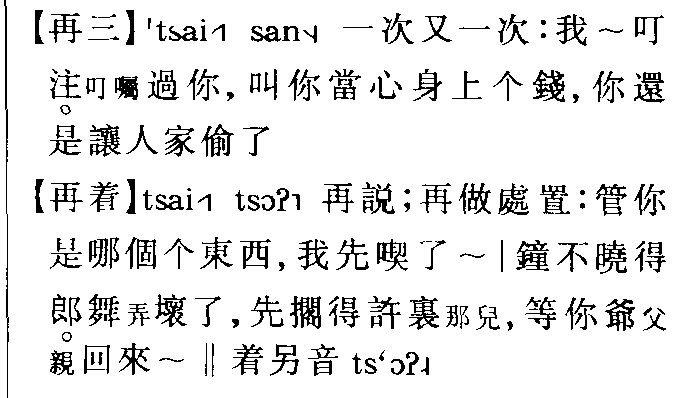 【再三】ˈtsai˧˥ san˨˩ 一次又一次：我～叮
注叮囑過你，叫你當心身上个錢，你還
是讓人家偷了
【再着】tsai˧˥ tsɔʔ˥ 再説；再做處置：管你
是哪個个東西，我先喫了～｜鐘不曉得
郎舞弄壞了，先擱得許裏那兒，等你爺父
親回來～‖着另音 tsʻɔʔ˩